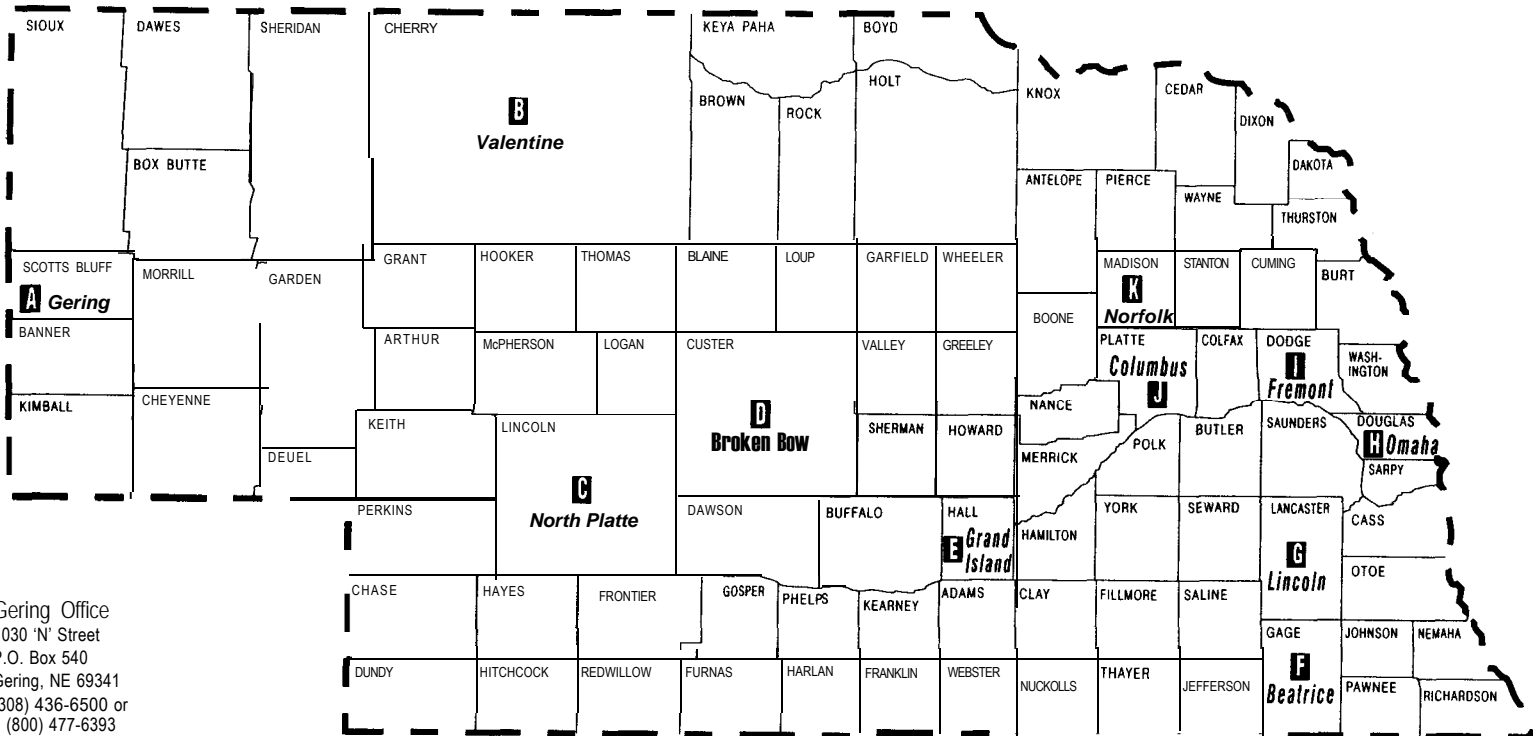 SIOUX
DAWES
SHERIDAN
CHERRY
KEYA PAHA
BOYD
HOLT
BROWN
ROCK
KNOX
CEDAR
DIXON
DAKOTA
B
Valentine
BOX BUTTE
ANTELOPE
PIERCE
WAYNE
THURSTON
SCOTTS BLUFF
A Gering
MORRILL
GARDEN
GRANT
HOOKER
THOMAS
BLAINE
LOUP
GARFIELD
WHEELER
MADISON
K
Norfolk
STANTON
CUMING
BURT
BANNER
ARTHUR
McPHERSON
LOGAN
CUSTER
VALLEY
GREELEY
BOONE
PLATTE
Columbus
J
COLFAX
DODGE
I
Fremont
WASH-
INGTON
KIMBALL
CHEYENNE
DEUEL
KEITH
LINCOLN
D
Broken Bow
SHERMAN
HOWARD
NANCE
MERRICK
POLK
BUTLER
SAUNDERS
DOUGLAS
H Omaha
SARPY
C
North Platte
PERKINS
DAWSON
BUFFALO
HALL
E Grand
Island
HAMILTON
YORK
SEWARD
LANCASTER
G
Lincoln
CASS
OTOE
CHASE
HAYES
FRONTIER
GOSPER
PHELPS
KEARNEY
ADAMS
CLAY
FILLMORE
SALINE
GAGE
F
Beatrice
JOHNSON
NEMAHA
DUNDY
HITCHCOCK
REDWILLOW
FURNAS
HARLAN
FRANKLIN
WEBSTER
NUCKOLLS
THAYER
JEFFERSON
PAWNEE
RICHARDSON
Gering Office
030 'N' Street
P.O. Box 540
Gering, NE 69341
308) 436-6500 or
(800) 477-6393